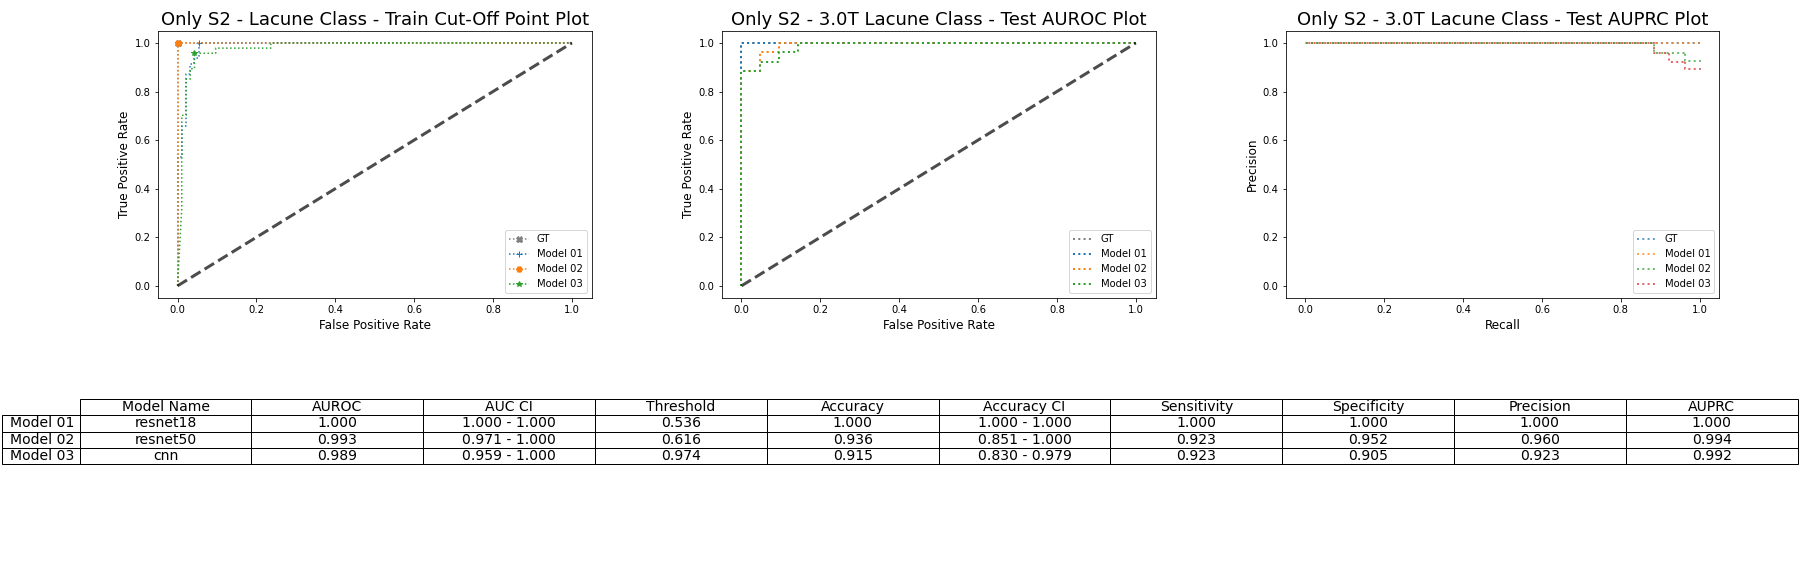 Only S2 - Lacune Class - Train Cut-Off Point Plot
1.0
0.8
0.6
0.4
0.2
0.0
True Positive Rate
0.0 0.2 0.4 0.6 0.8 1.0
False Positive Rate
GT
Model 01
Model 02
Model 03
Only S2 - 3.0T Lacune Class - Test AUROC Plot
1.0
0.8
0.6
0.4
0.2
0.0
True Positive Rate
0.0 0.2 0.4 0.6 0.8 1.0
False Positive Rate
GT
Model 01
Model 02
Model 03
Only S2 - 3.0T Lacune Class - Test AUPRC Plot
1.0
0.8
0.6
0.4
0.2
0.0
Precision
0.0 0.2 0.4 0.6 0.8 1.0
Recall
GT
Model 01
Model 02
Model 03
Model Name AUROC AUC CI Threshold Accuracy Accuracy CI Sensitivity Specificity Precision AUPRC
Model 01 resnet18 1.000 1.000 - 1.000 0.536 1.000 1.000 - 1.000 1.000 1.000 1.000 1.000
Model 02 resnet50 0.993 0.971 - 1.000 0.616 0.936 0.851 - 1.000 0.923 0.952 0.960 0.994
Model 03 cnn 0.989 0.959 - 1.000 0.974 0.915 0.830 - 0.979 0.923 0.905 0.923 0.992